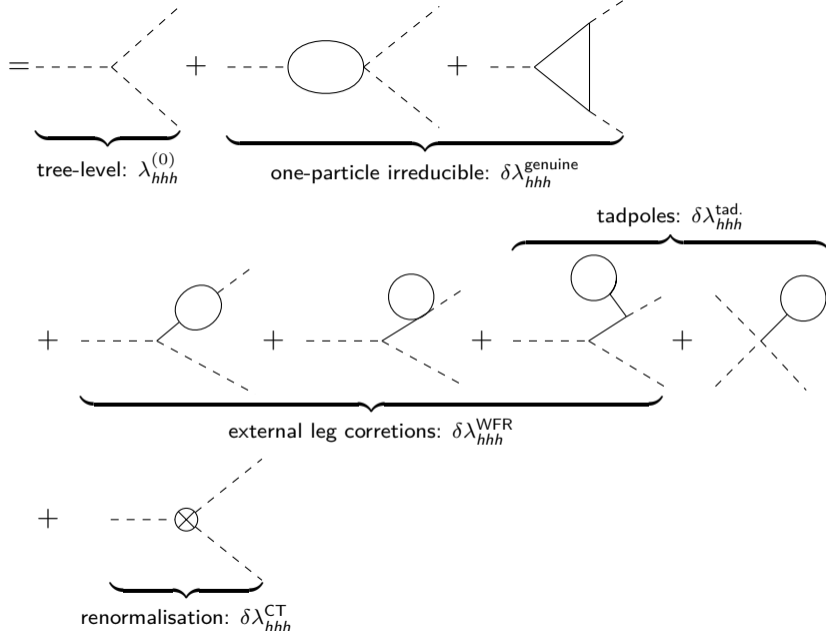 = + +
tree-level: λ_{hhh}^{(0)}
one-particle irreducible: δλ_{hhh}^{genuine}
tadpoles: δλ_{hhh}^{tad.}
+ + + +
external leg corretions: δλ_{hhh}^{WFR}
+
renormalisation: δλ_{hhh}^{CT}